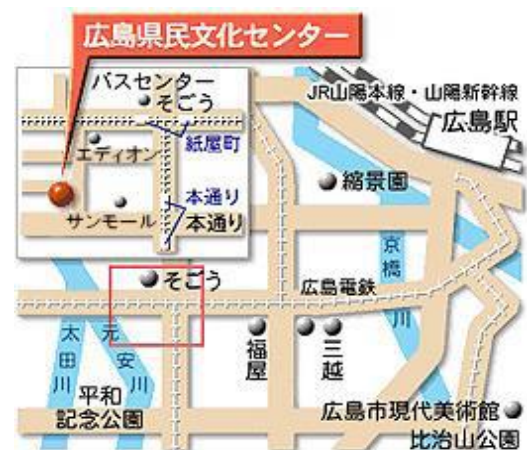 広島県民文化センター
バスセンター
そごう
紙屋町
エディオン
本通り
本通り
サンモール
JR山陽本線・山陽新幹線
広島駅
縮景園
京橋川
そごう
広島電鉄
太田川
元安川
福屋
三越
平和
記念公園
広島市現代美術館
比治山公園